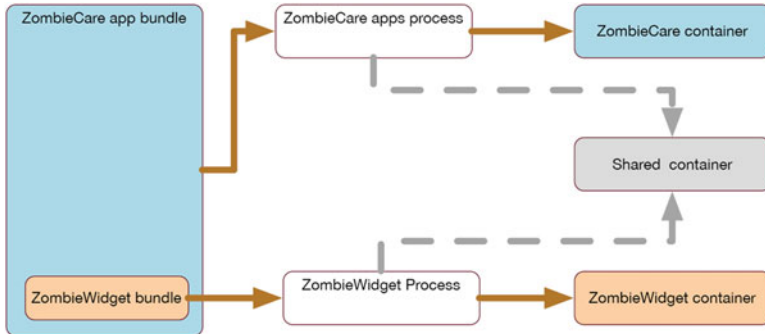 ZombieCare app bundle
ZombieCare apps process
ZombieCare container
Shared container
ZombieWidget bundle
ZombieWidget Process
ZombieWidget container